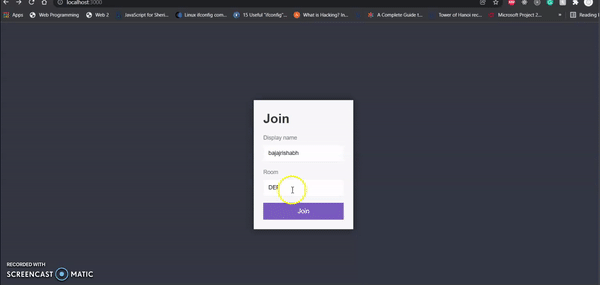 localhost:3000
Apps Web Programming Web 2 JavaScript for Sheri... Linux ifconfig com... 15 Useful "ifconfig"... What is Hacking? In... A Complete Guide t... Tower of Hanoi rec... Microsoft Project 2... » Reading
Join
Display name
bajajrishabh
Room
Join
RECORDED WITH
SCREENCAST MATIC